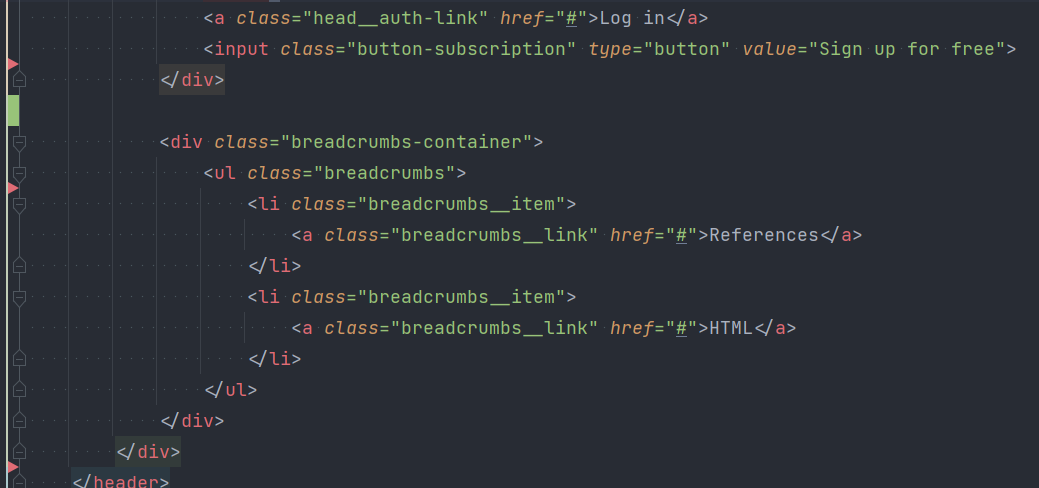 <a class="head__auth-link" href="#">Log in</a>
<input class="button-subscription" type="button" value="Sign up for free">
</div>
<div class="breadcrumbs-container">
<ul class="breadcrumbs">
<li class="breadcrumbs__item">
<a class="breadcrumbs__link" href="#">References</a>
</li>
<li class="breadcrumbs__item">
<a class="breadcrumbs__link" href="#">HTML</a>
</li>
</ul>
</div>
</div>
</header>